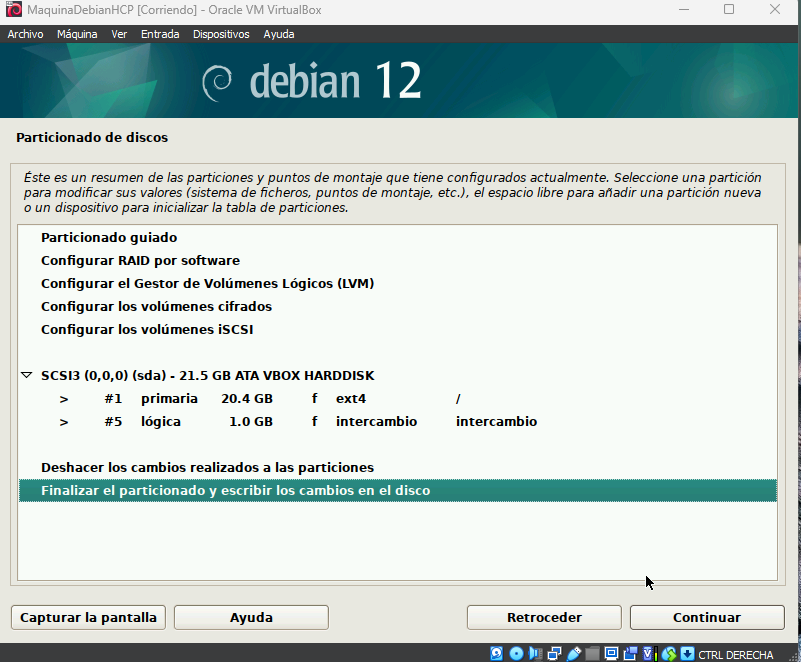 MaquinaDebianHCP [Corriendo] - Oracle VM VirtualBox
Archivo Máquina Ver Entrada Dispositivos Ayuda
debian 12
Particionado de discos
Éste es un resumen de las particiones y puntos de montaje que tiene configurados actualmente. Seleccione una partición
para modificar sus valores (sistema de ficheros, puntos de montaje, etc.), el espacio libre para añadir una partición nueva
o un dispositivo para inicializar la tabla de particiones.
Particionado guiado
Configurar RAID por software
Configurar el Gestor de Volúmenes Lógicos (LVM)
Configurar los volúmenes cifrados
Configurar los volúmenes iSCSI
SCSI3 (0,0,0) (sda) - 21.5 GB ATA VBOX HARDDISK
> #1 primaria 20.4 GB f ext4 /
> #5 lógica 1.0 GB f intercambio intercambio
Deshacer los cambios realizados a las particiones
Finalizar el particionado y escribir los cambios en el disco
Capturar la pantalla Ayuda Retroceder Continuar
CTRL DERECHA